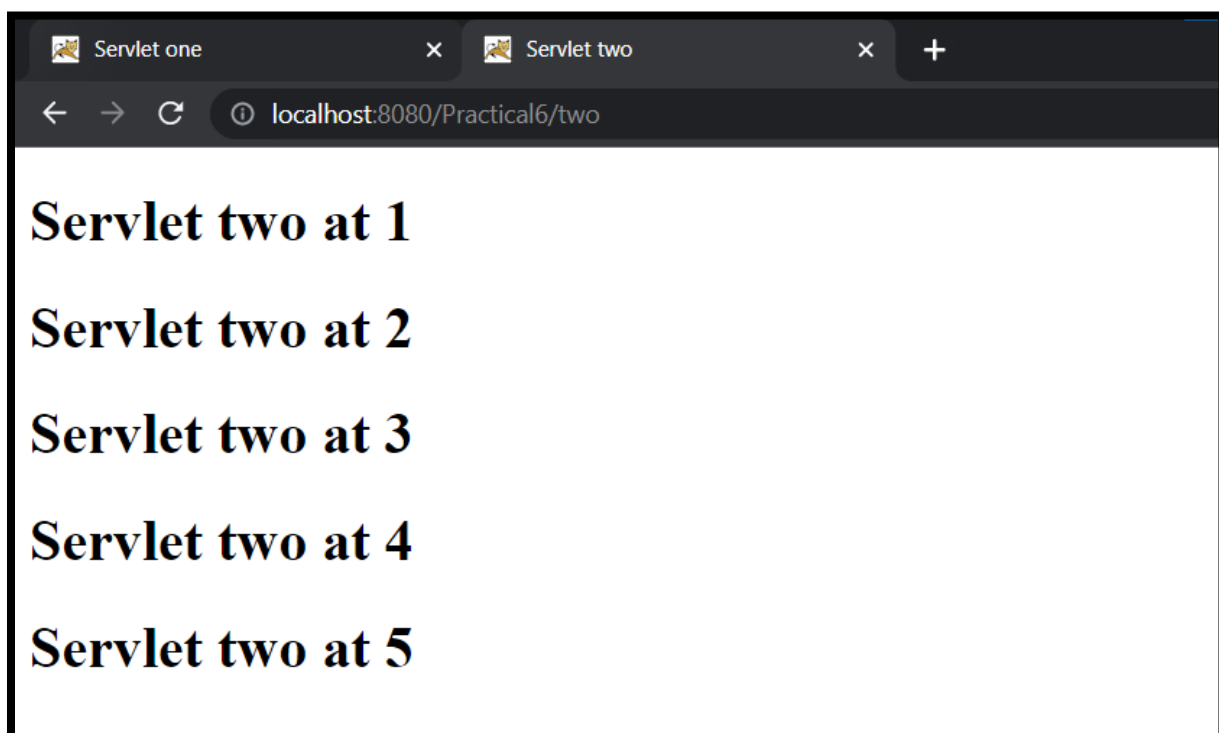 Servlet one
Servlet two
localhost:8080/Practical6/two
Servlet two at 1
Servlet two at 2
Servlet two at 3
Servlet two at 4
Servlet two at 5